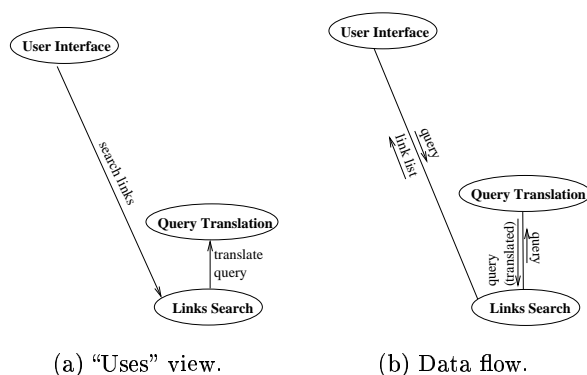 User Interface
search links
Query Translation
translate
query
Links Search
(a) “Uses” view.
User Interface
query
link list
Query Translation
query
(translated)
query
Links Search
(b) Data flow.